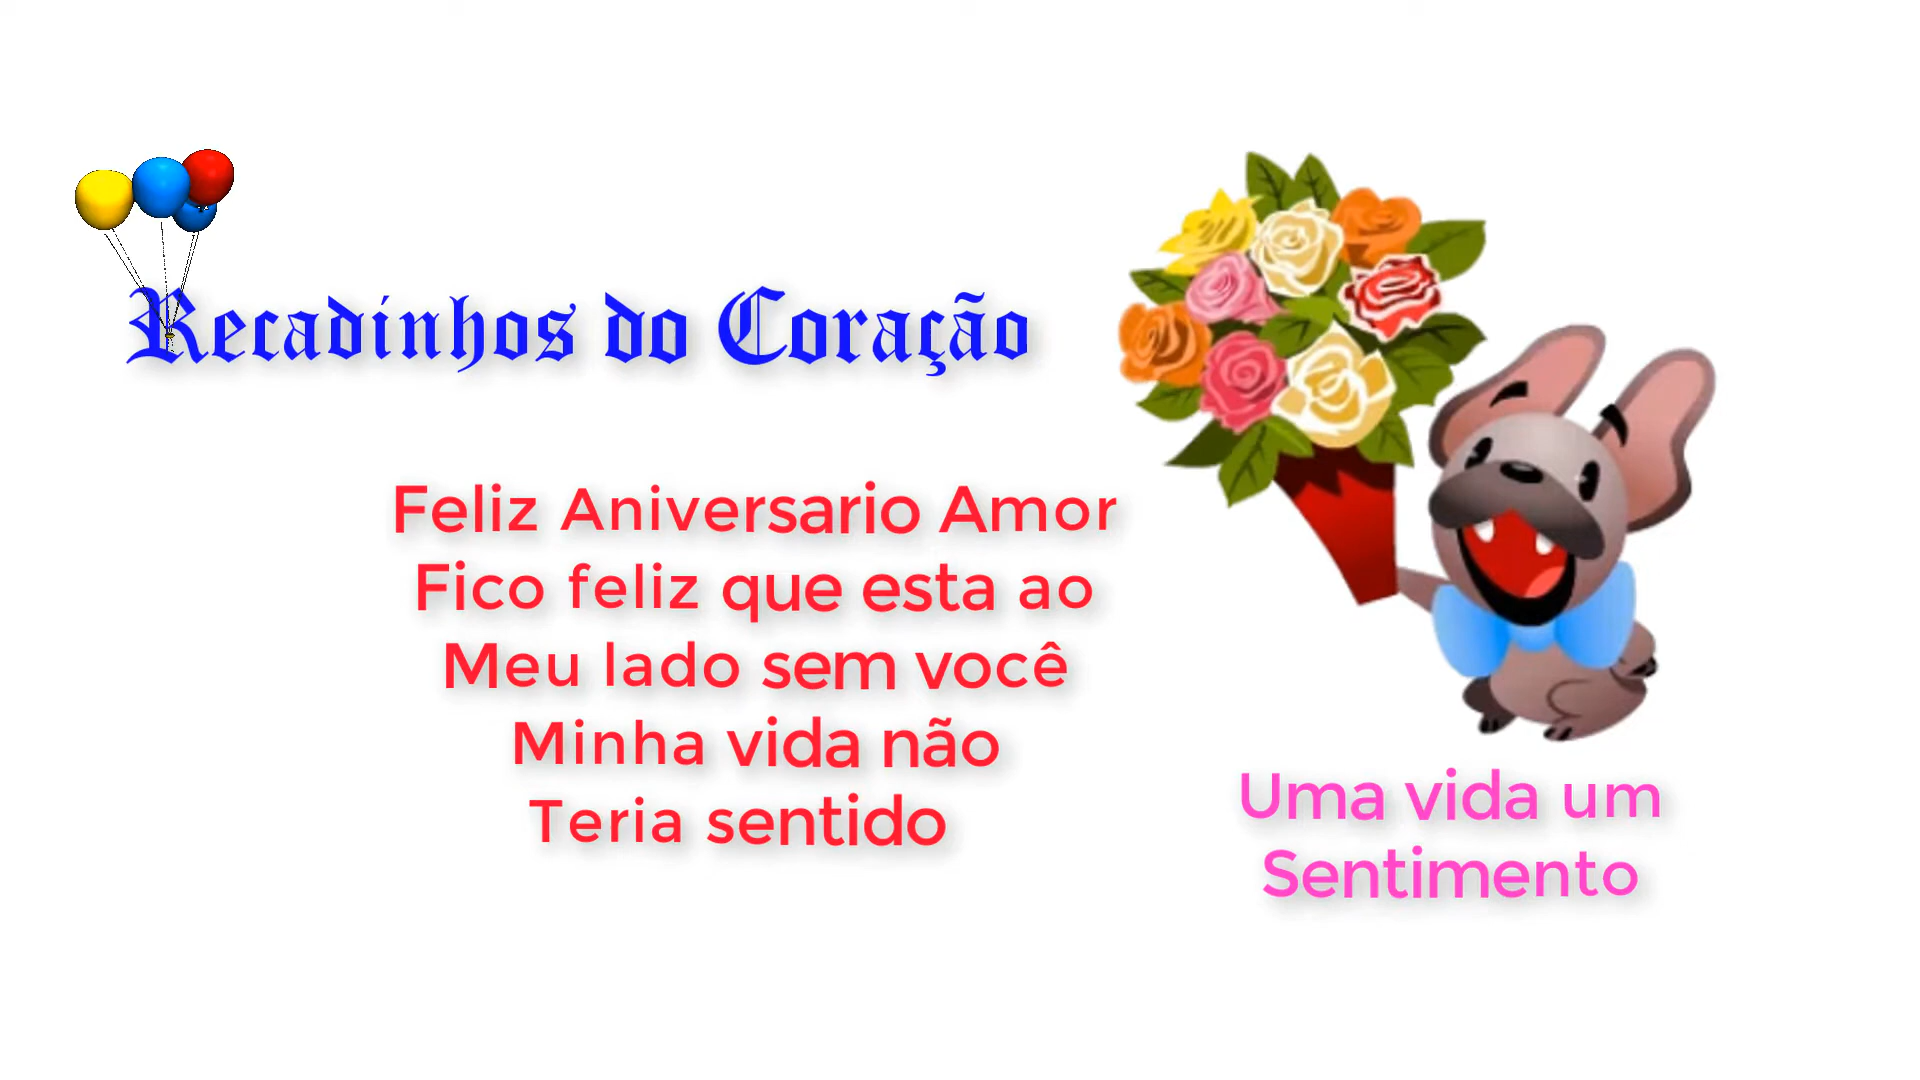 Recadinhos do Coração
Feliz Aniversario Amor
Fico feliz que esta ao
Meu lado sem você
Minha vida não
Teria sentido
Uma vida um
Sentimento